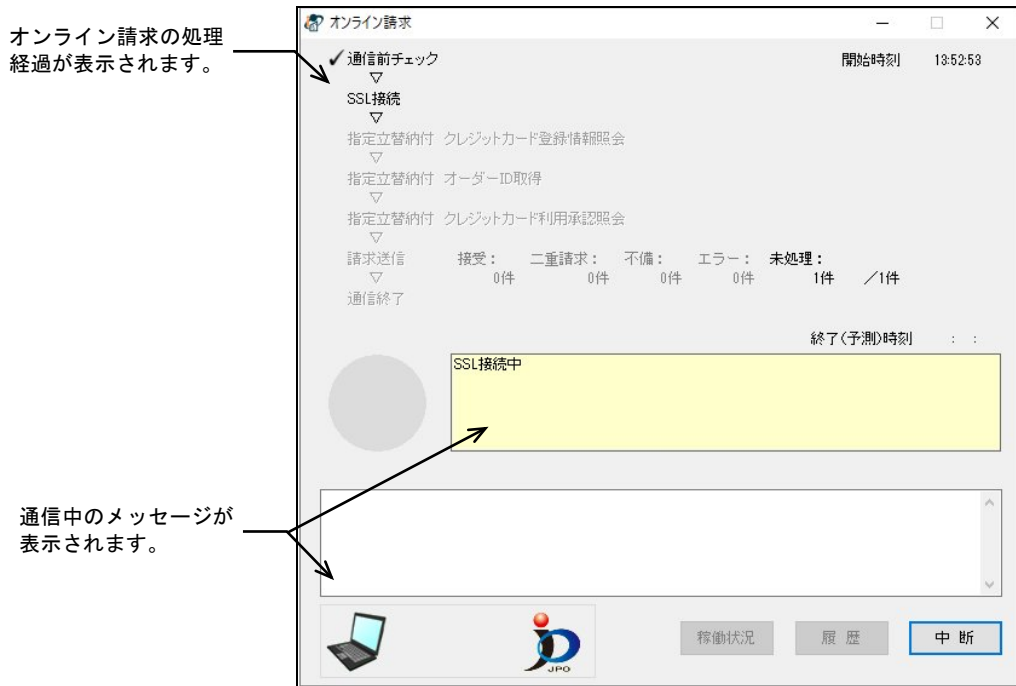 オンライン請求の処理
経過が表示されます。
オンライン請求
✓通信前チェック 開始時刻 13:52:53
▽
SSL接続
▽
指定立替納付 クレジットカード登録情報照会
▽
指定立替納付 オーダーID取得
▽
指定立替納付 クレジットカード利用承認照会
▽
請求送信 接受: 二重請求: 不備: エラー: 未処理:
▽ 0件 0件 0件 0件 1件 /1件
通信終了
終了(予測)時刻 : :
SSL接続中
通信中のメッセージが
表示されます。
JPO
稼働状況 履 歴 中 断